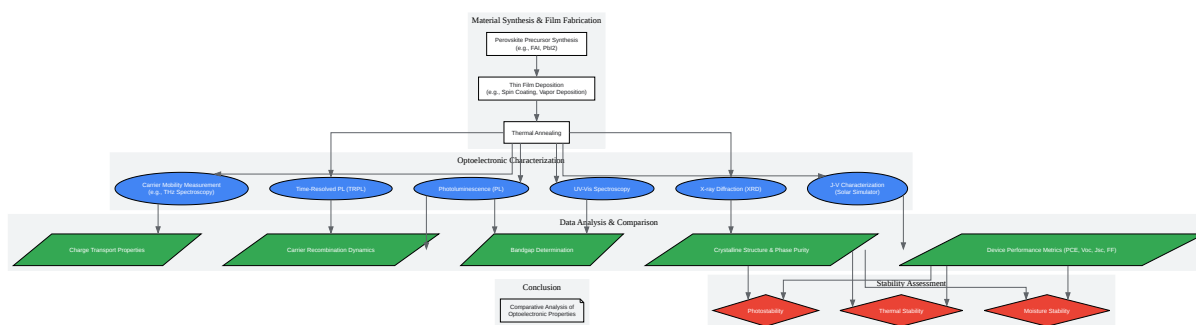 Material Synthesis & Film Fabrication
Perovskite Precursor Synthesis
(e.g., FAI, PbI2)
Thin Film Deposition
(e.g., Spin Coating, Vapor Deposition)
Thermal Annealing
Optoelectronic Characterization
Carrier Mobility Measurement
(e.g., THz Spectroscopy)
Time-Resolved PL (TRPL)
Photoluminescence (PL)
UV-Vis Spectroscopy
X-ray Diffraction (XRD)
J-V Characterization
(Solar Simulator)
Data Analysis & Comparison
Charge Transport Properties
Carrier Recombination Dynamics
Bandgap Determination
Crystalline Structure & Phase Purity
Device Performance Metrics (PCE, Voc, Jsc, FF)
Conclusion
Comparative Analysis of
Optoelectronic Properties
Stability Assessment
Photostability
Thermal Stability
Moisture Stability